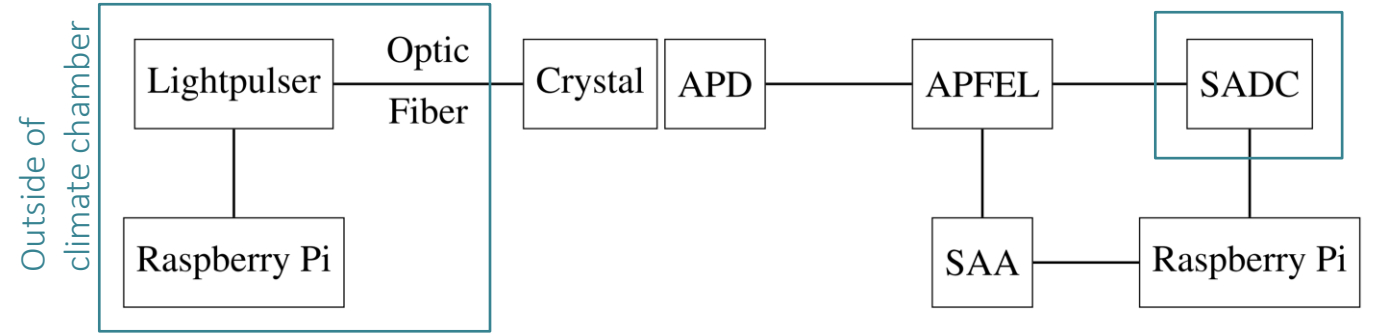 Outside of
climate chamber
Lightpulser
Optic
Fiber
Crystal
APD
APFEL
SADC
Raspberry Pi
SAA
Raspberry Pi